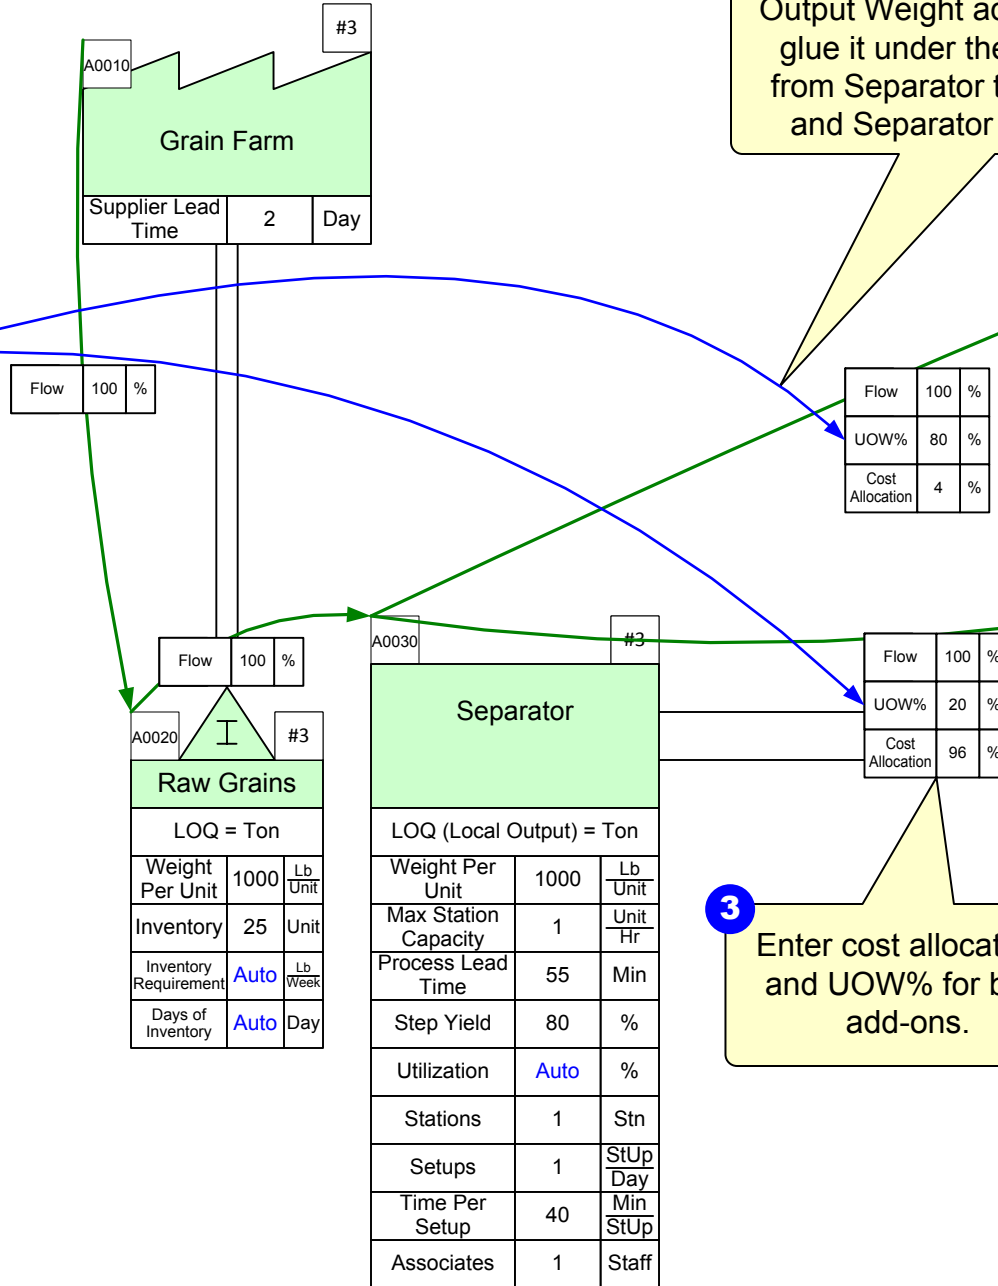 #3
A0010
Grain Farm
Supplier Lead
Time
2
Day
Output Weight
glue it under the
from Separator
and Separator
Flow
100
%
Flow
100
%
UOW%
80
%
Cost
Allocation
4
%
Flow
100
%
A0020
I
#3
Raw Grains
LOQ = Ton
Weight
Per Unit
1000
Lb
Unit
Inventory
25
Unit
Inventory
Requirement
Auto
Lb
Week
Days of
Inventory
Auto
Day
A0030
#3
Separator
LOQ (Local Output) = Ton
Weight Per
Unit
1000
Lb
Unit
Max Station
Capacity
1
Unit
Hr
Process Lead
Time
55
Min
Step Yield
80
%
Utilization
Auto
%
Stations
1
Stn
Setups
1
StUp
Day
Time Per
Setup
40
Min
StUp
Associates
1
Staff
Flow
100
%
UOW%
20
%
Cost
Allocation
96
%
3
Enter cost
and UOW% for
add-ons.